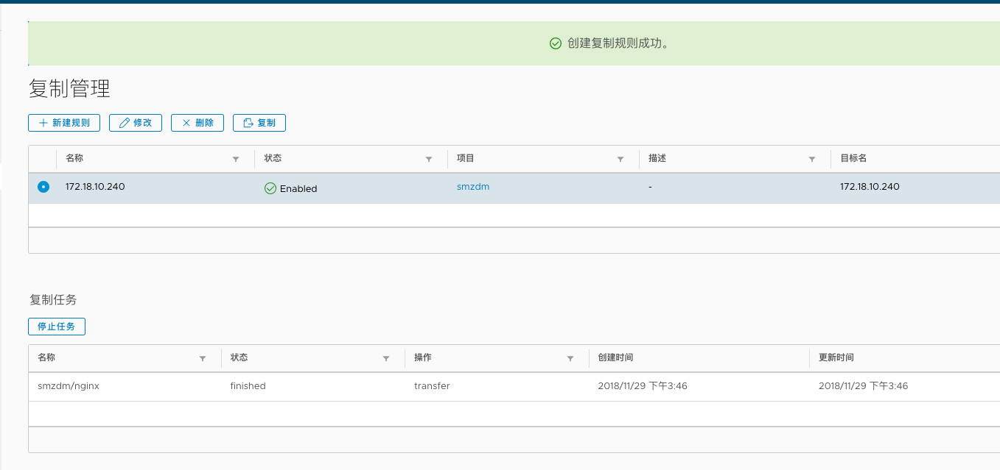 创建复制规则成功。
复制管理
新建规则 修改 删除 复制
名称 状态 项目 描述 目标名
172.18.10.240 Enabled smzdm - 172.18.10.240
复制任务
停止任务
名称 状态 操作 创建时间 更新时间
smzdm/nginx finished transfer 2018/11/29 下午3:46 2018/11/29 下午3:46